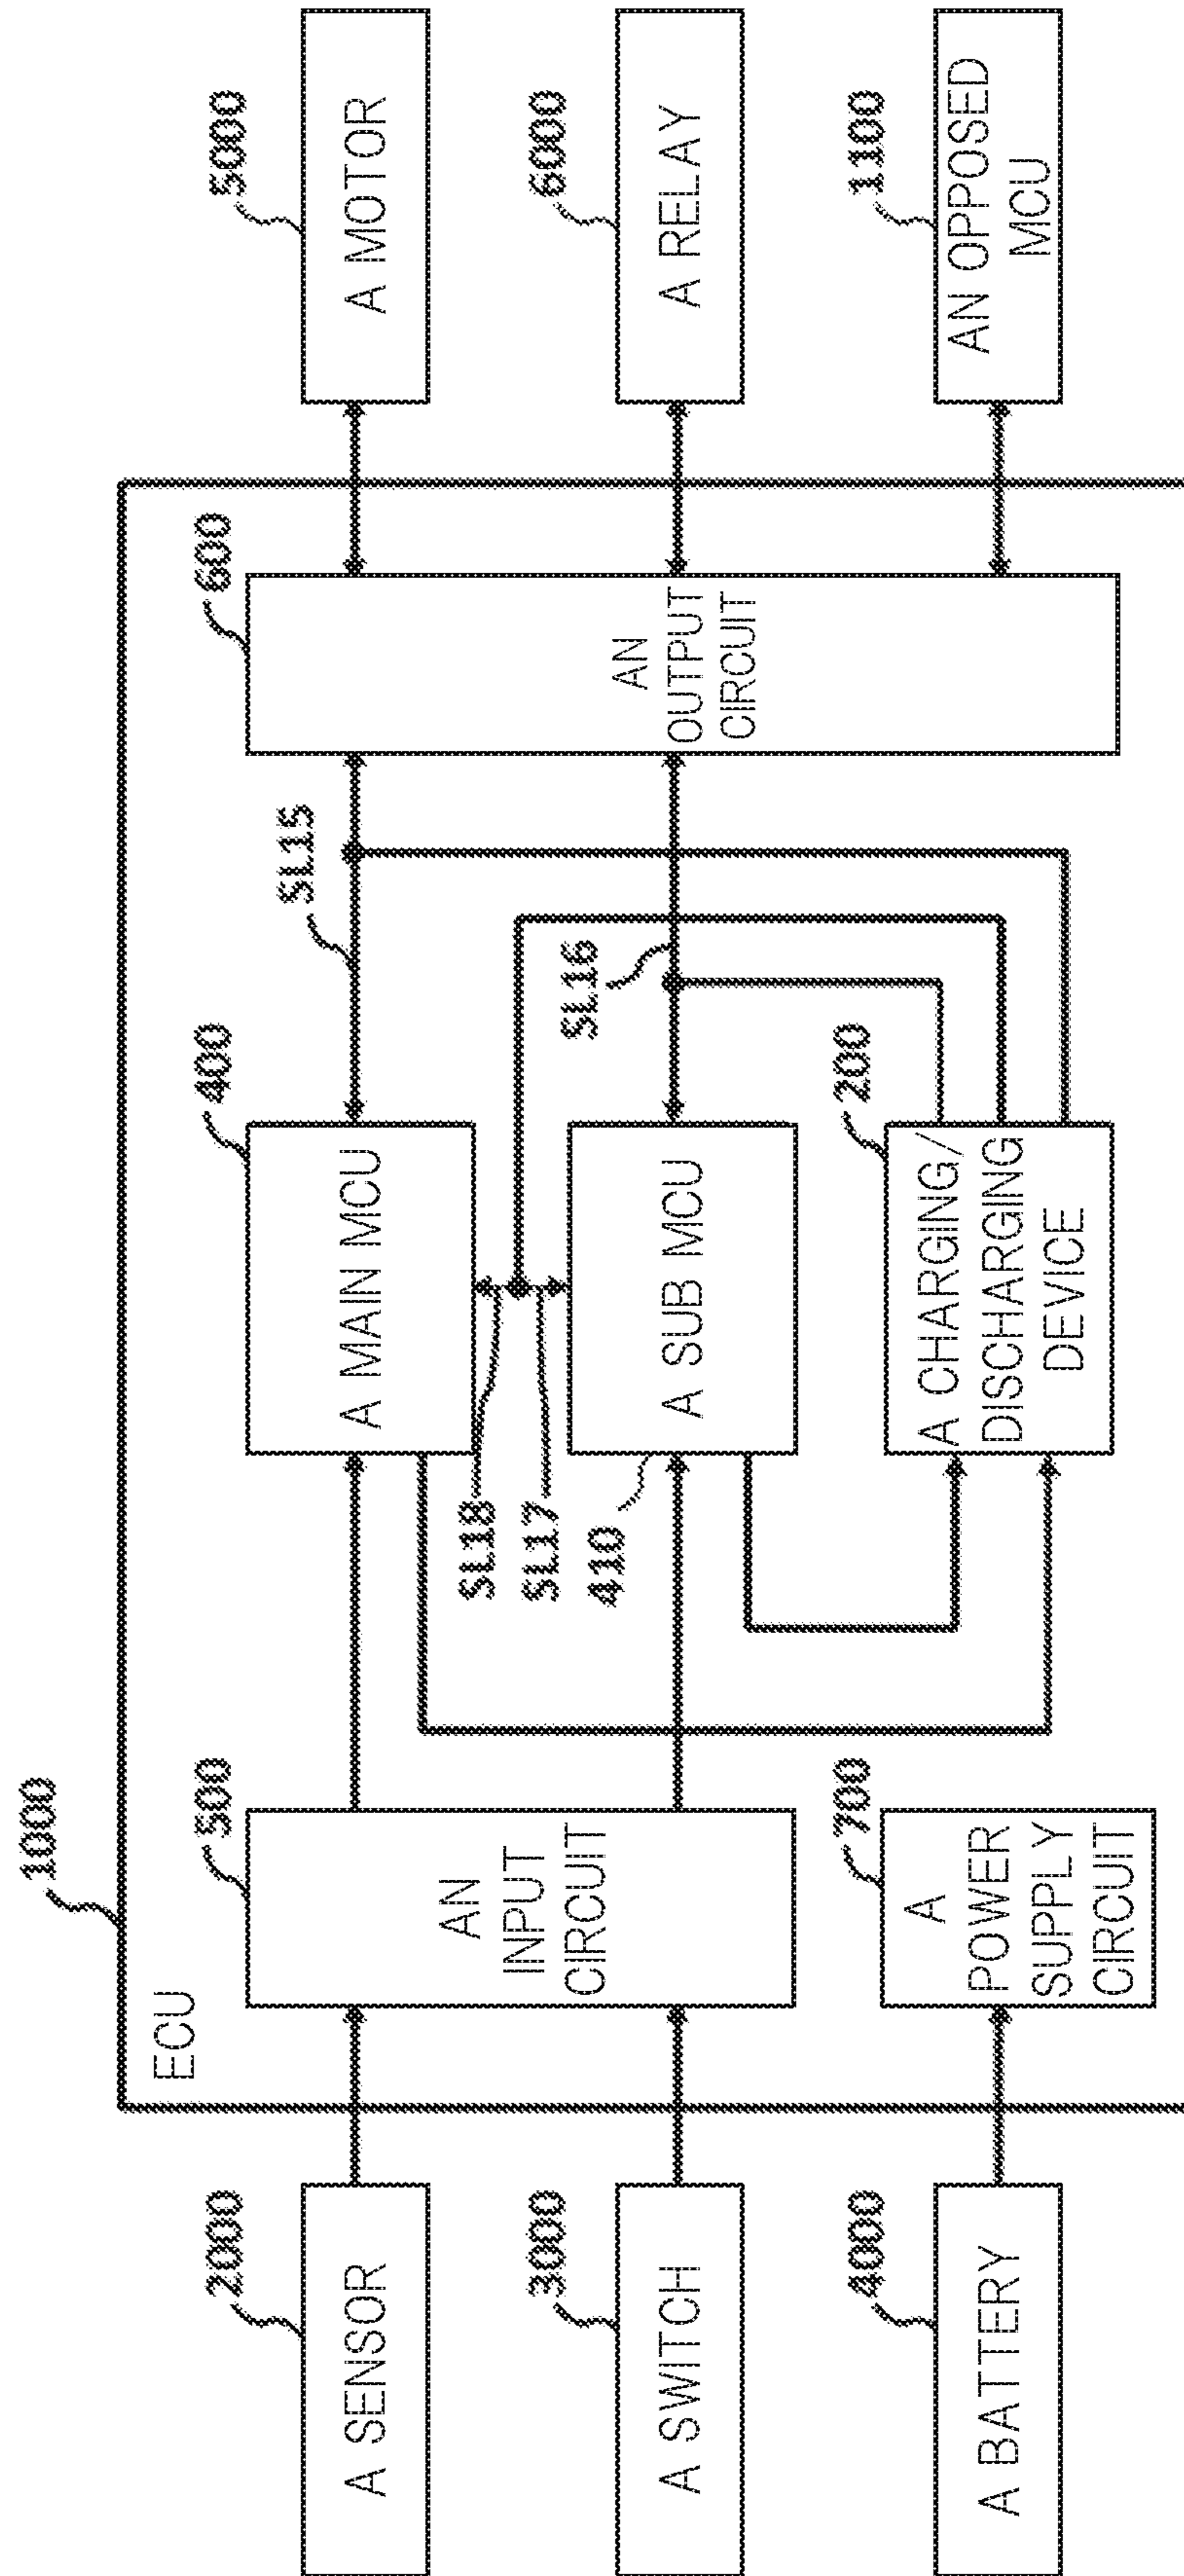 1000
ECU
2000
A SENSOR
3000
A SWITCH
4000
A BATTERY
500
AN
INPUT
CIRCUIT
700
A
POWER
SUPPLY
CIRCUIT
400
A MAIN MCU
SL18
SL17
410
A SUB MCU
200
A CHARGING/
DISCHARGING
DEVICE
SL15
SL16
600
AN
OUTPUT
CIRCUIT
5000
A MOTOR
6000
A RELAY
1100
AN OPPOSED
MCU